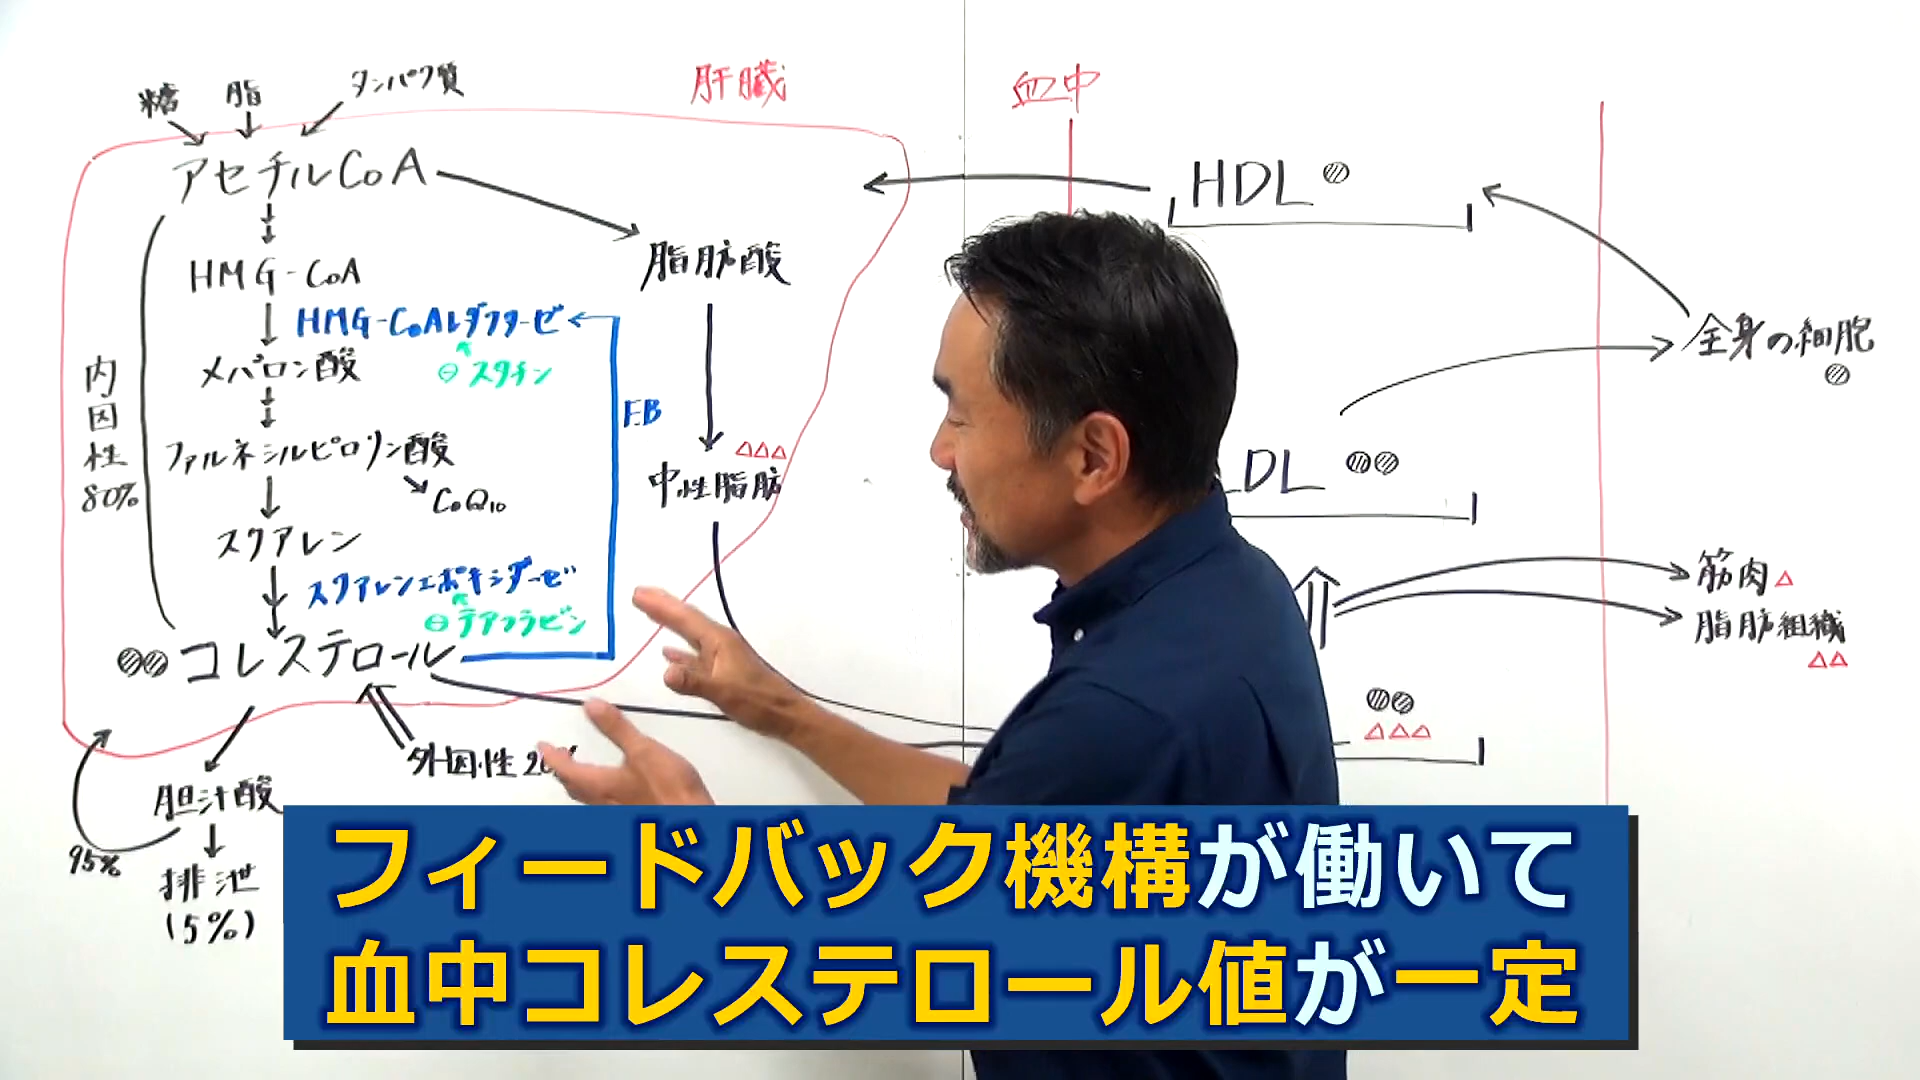 糖
脂
タンパク質
肝臓
血中
アセチルCoA
HDL
HMG-CoA
脂肪酸
HMG-CoAレダクターゼ
⊖スタチン
全身の細胞
メバロン酸
内因性
80%
FB
ファルネシルピロリン酸
CoQ10
中性脂肪
LDL
スクアレン
スクアレンエポキシダーゼ
⊖テアフラビン
筋肉
脂肪組織
コレステロール
外因性
胆汁酸
95%
排泄
(5%)
フィードバック機構が働いて
血中コレステロール値が一定